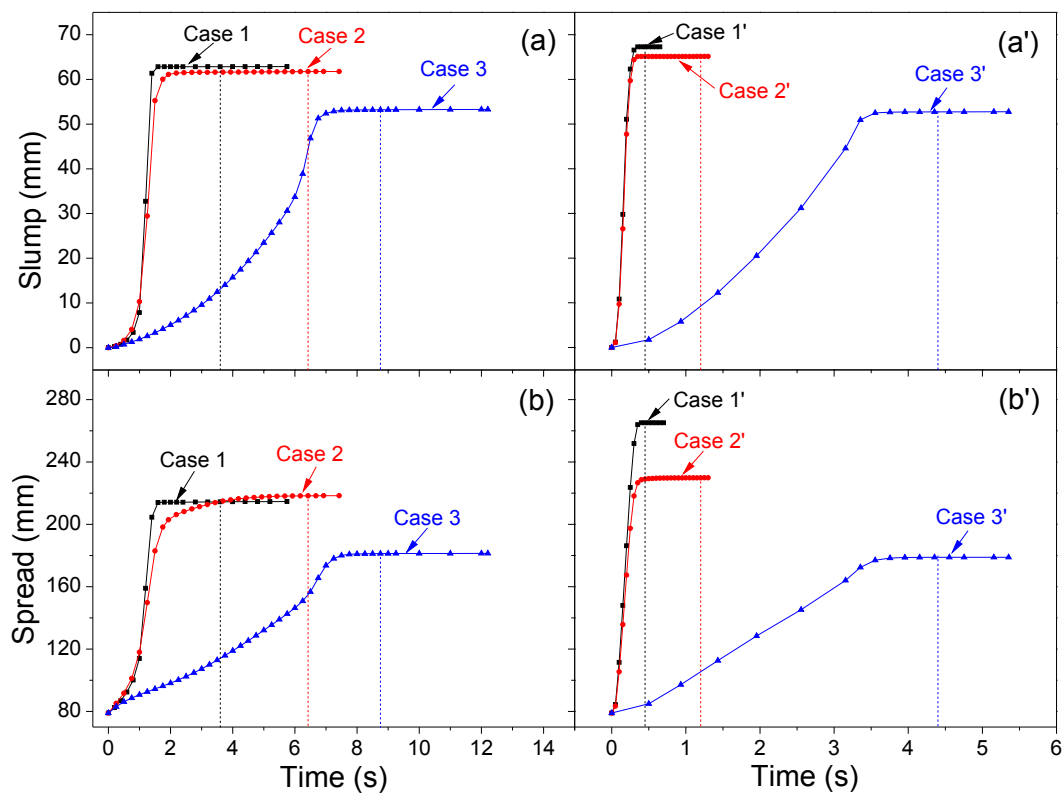 70
60
50
40
30
20
10
0
Slump (mm)
Case 1
Case 2
Case 3
(a)
Case 1'
Case 2'
Case 3'
(a')
280
240
200
160
120
80
Spread (mm)
Case 1
Case 2
Case 3
(b)
Case 1'
Case 2'
Case 3'
(b')
0 2 4 6 8 10 12 14
0 1 2 3 4 5 6
Time (s)
Time (s)